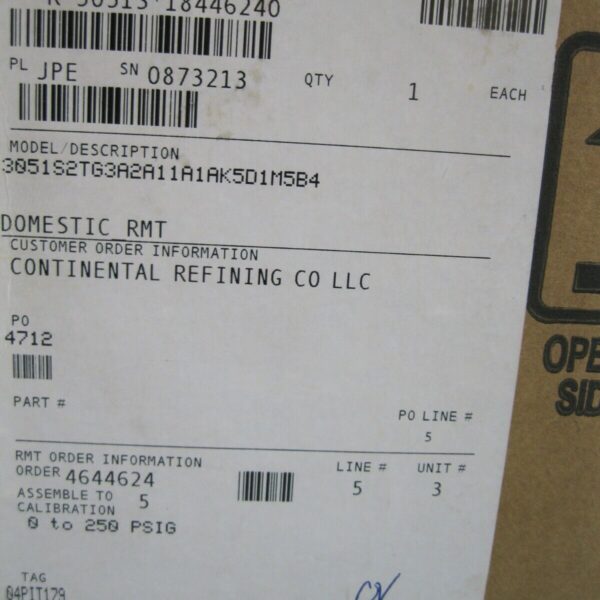 18446240
PL JPE SN 0873213 QTY 1 EACH
MODEL/DESCRIPTION
3051S2TG3A2A11A1AK5D1M5B4
DOMESTIC RMT
CUSTOMER ORDER INFORMATION
CONTINENTAL REFINING CO LLC
PO
4712
PART #
PO LINE #
5
RMT ORDER INFORMATION
ORDER 4644624
LINE # UNIT #
5 3
ASSEMBLE TO 5
CALIBRATION
0 to 250 PSIG
TAG
04PIT179
OPE
SID